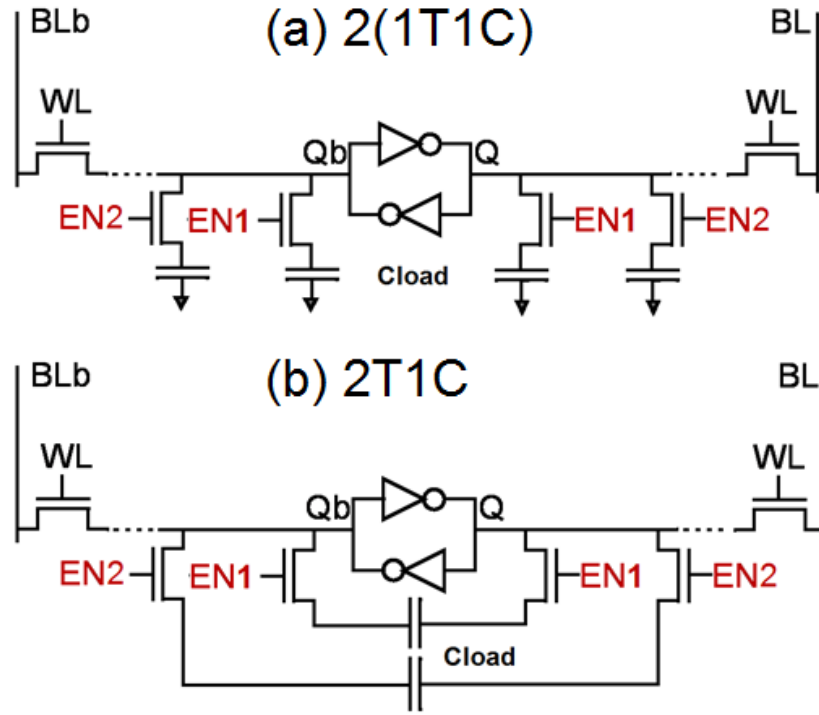 BLb (a) 2(1T1C) BL
WL WL
Qb Q
EN2 EN1 EN1 EN2
Cload
BLb (b) 2T1C BL
WL WL
Qb Q
EN2 EN1 EN1 EN2
Cload